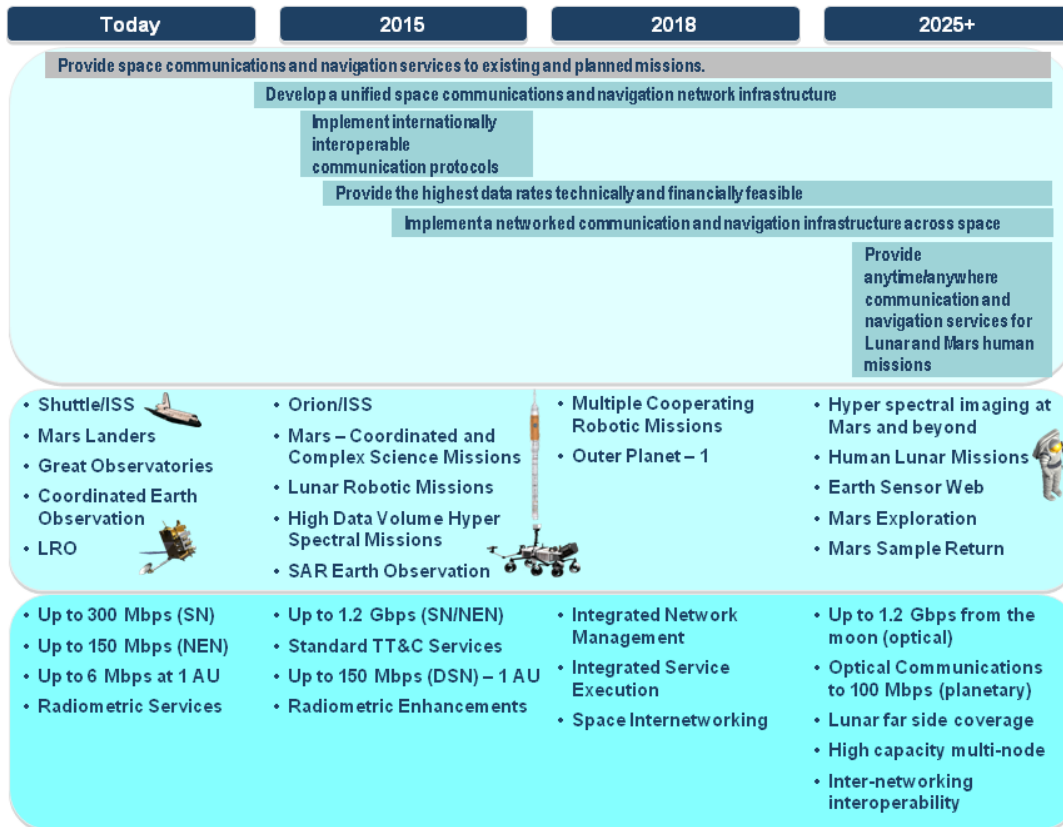 Today
2015
2018
2025+
Provide space communications and navigation services to existing and planned missions.
Develop a unified space communications and navigation network infrastructure
Implement internationally
interoperable
communication protocols
Provide the highest data rates technically and financially feasible
Implement a networked communication and navigation infrastructure across space
Provide
anytime/anywhere
communication and
navigation services for
Lunar and Mars human
missions
• Shuttle/ISS
• Mars Landers
• Great Observatories
• Coordinated Earth
Observation
• LRO
• Orion/ISS
• Mars – Coordinated and
Complex Science Missions
• Lunar Robotic Missions
• High Data Volume Hyper
Spectral Missions
• SAR Earth Observation
• Multiple Cooperating
Robotic Missions
• Outer Planet – 1
• Hyper spectral imaging at
Mars and beyond
• Human Lunar Missions
• Earth Sensor Web
• Mars Exploration
• Mars Sample Return
• Up to 300 Mbps (SN)
• Up to 150 Mbps (NEN)
• Up to 6 Mbps at 1 AU
• Radiometric Services
• Up to 1.2 Gbps (SN/NEN)
• Standard TT&C Services
• Up to 150 Mbps (DSN) – 1 AU
• Radiometric Enhancements
• Integrated Network
Management
• Integrated Service
Execution
• Space Internetworking
• Up to 1.2 Gbps from the
moon (optical)
• Optical Communications
to 100 Mbps (planetary)
• Lunar far side coverage
• High capacity multi-node
• Inter-networking
interoperability